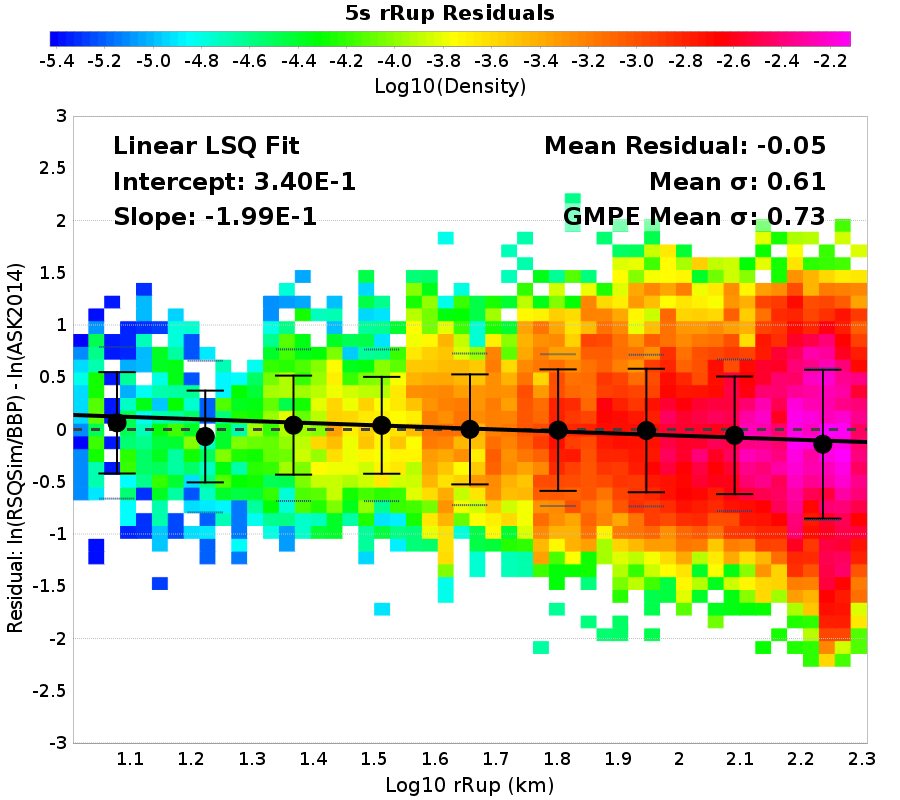 5s rRup Residuals
-5.4 -5.2 -5.0 -4.8 -4.6 -4.4 -4.2 -4.0 -3.8 -3.6 -3.4 -3.2 -3.0 -2.8 -2.6 -2.4 -2.2
Log10(Density)
Linear LSQ Fit
Intercept: 3.40E-1
Slope: -1.99E-1
Mean Residual: -0.05
Mean σ: 0.61
GMPE Mean σ: 0.73
Residual: ln(RSQSim/BBP) - ln(ASK2014)
3
2.5
2
1.5
1
0.5
0
-0.5
-1
-1.5
-2
-2.5
-3
1.1 1.2 1.3 1.4 1.5 1.6 1.7 1.8 1.9 2 2.1 2.2 2.3
Log10 rRup (km)